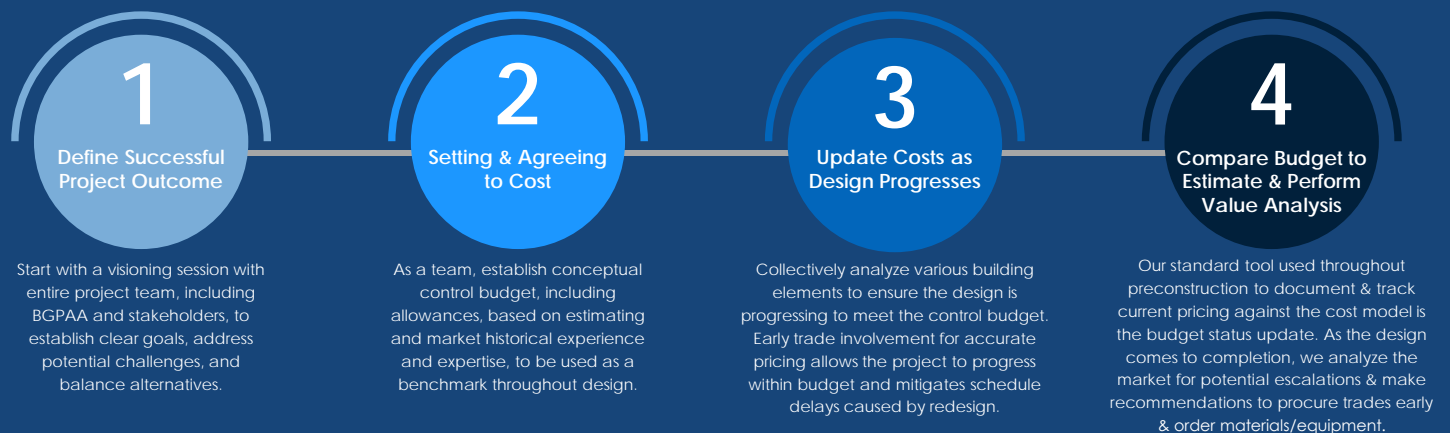 1
Define Successful
Project Outcome
Start with a visioning session with
entire project team, including
BGPAA and stakeholders, to
establish clear goals, address
potential challenges, and
balance alternatives.
2
Setting & Agreeing
to Cost
As a team, establish conceptual
control budget, including
allowances, based on estimating
and market historical experience
and expertise, to be used as a
benchmark throughout design.
3
Update Costs as
Design Progresses
Collectively analyze various building
elements to ensure the design is
progressing to meet the control budget.
Early trade involvement for accurate
pricing allows the project to progress
within budget and mitigates schedule
delays caused by redesign.
4
Compare Budget to
Estimate & Perform
Value Analysis
Our standard tool used throughout
preconstruction to document & track
current pricing against the cost model is
the budget status update. As the design
comes to completion, we analyze the
market for potential escalations & make
recommendations to procure trades early
& order materials/equipment.